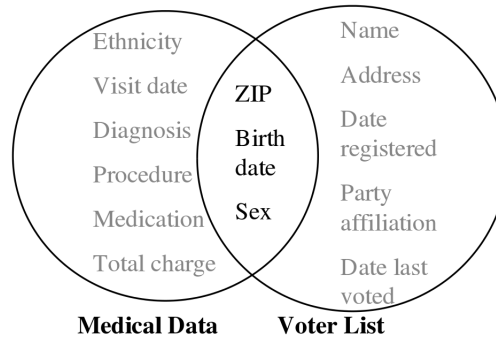 Ethnicity
Visit date
Diagnosis
Procedure
Medication
Total charge
ZIP
Birth
date
Sex
Name
Address
Date
registered
Party
affiliation
Date last
voted
Medical Data
Voter List